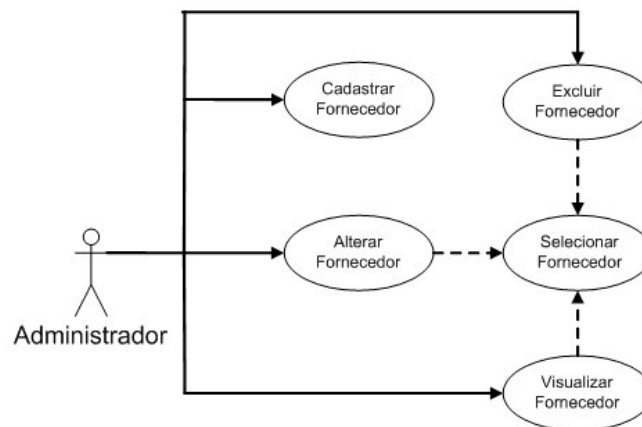 Cadastrar
Fornecedor
Excluir
Fornecedor
Alterar
Fornecedor
Selecionar
Fornecedor
Administrador
Visualizar
Fornecedor